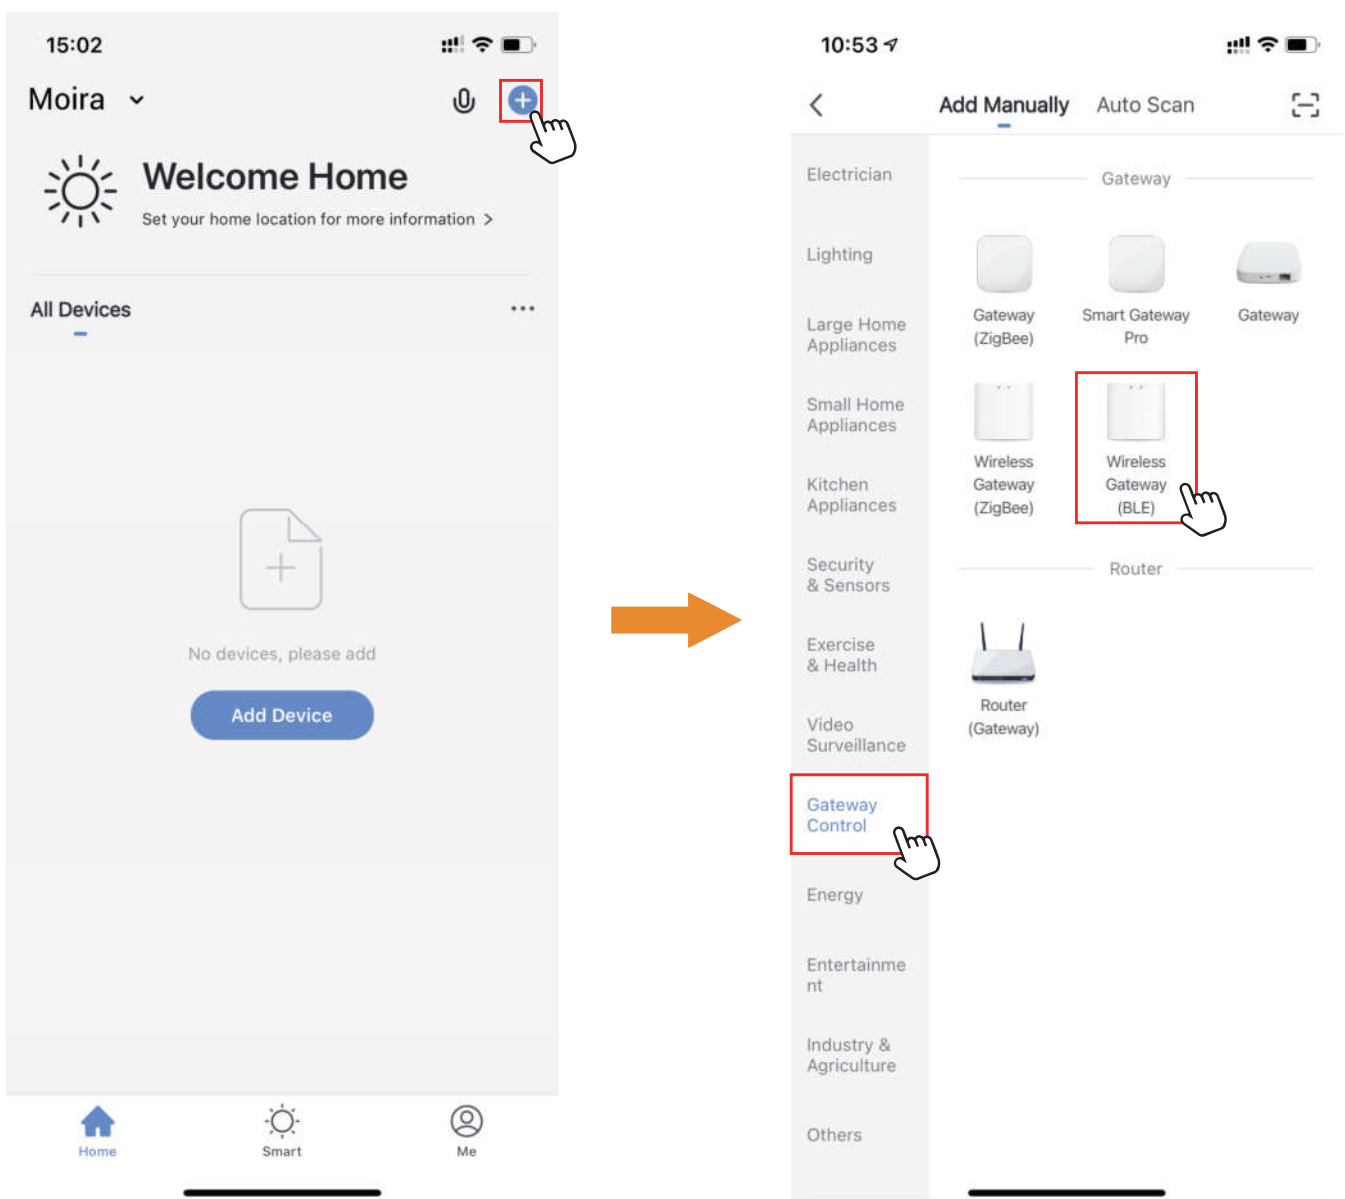 15:02
Moira
Welcome Home
Set your home location for more information >
All Devices
No devices, please add
Add Device
Home
Smart
Me
10:53
Add Manually
Auto Scan
Electrician
Lighting
Large Home
Appliances
Small Home
Appliances
Kitchen
Appliances
Security
& Sensors
Exercise
& Health
Video
Surveillance
Gateway
Control
Energy
Entertainme
nt
Industry &
Agriculture
Others
Gateway
Gateway
(ZigBee)
Smart Gateway
Pro
Gateway
Wireless
Gateway
(ZigBee)
Wireless
Gateway
(BLE)
Router
Router
(Gateway)